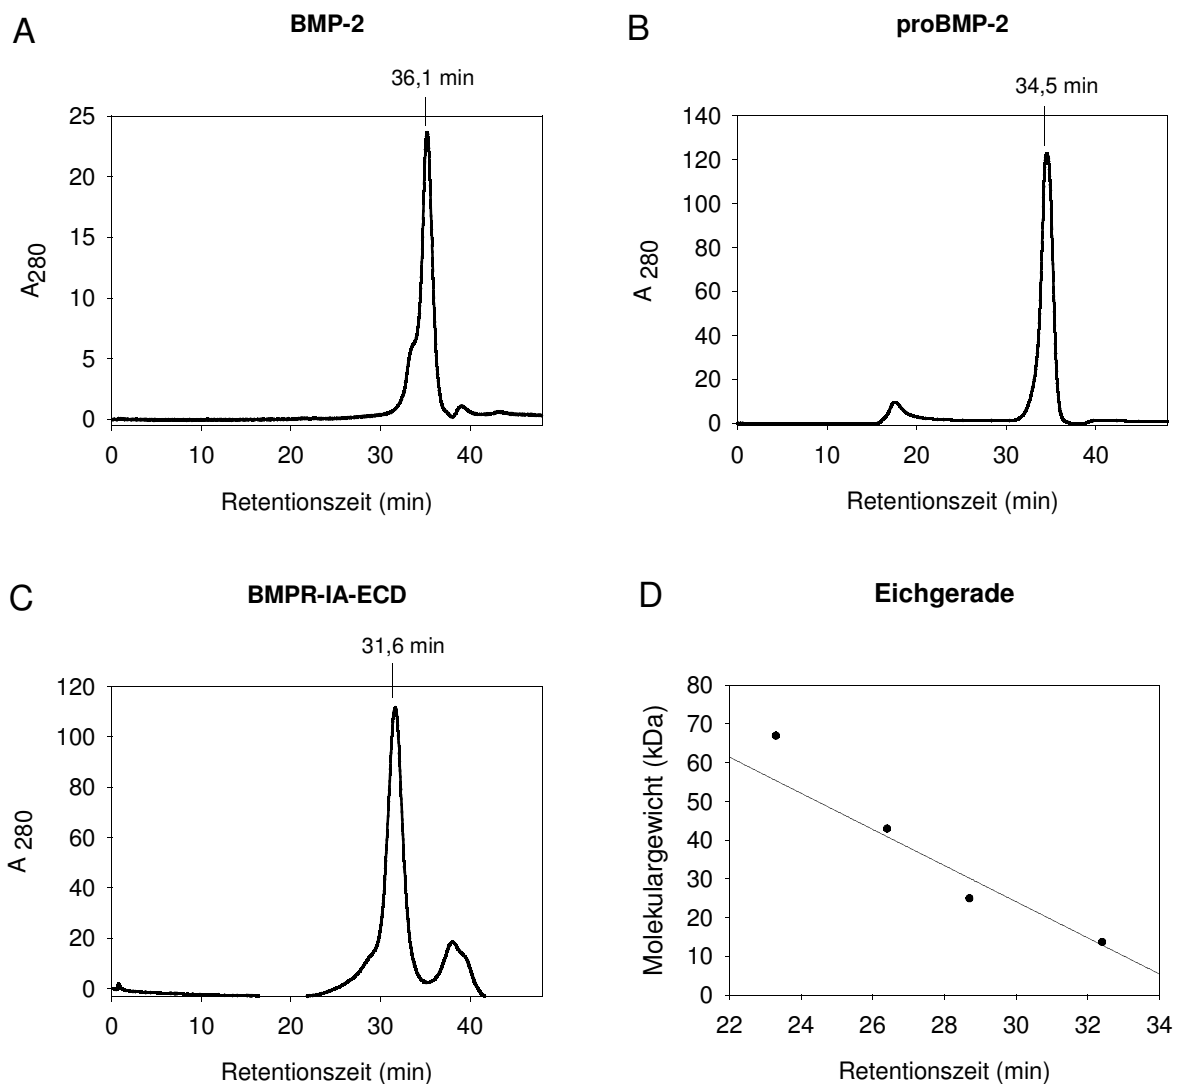 A
BMP-2
36,1 min
25
20
15
10
5
0
A280
0 10 20 30 40
Retentionszeit (min)
B
proBMP-2
34,5 min
140
120
100
80
60
40
20
0
A 280
0 10 20 30 40
Retentionszeit (min)
C
BMPR-IA-ECD
31,6 min
120
100
80
60
40
20
0
A 280
0 10 20 30 40
Retentionszeit (min)
D
Eichgerade
80
70
60
50
40
30
20
10
0
Molekulargewicht (kDa)
22 24 26 28 30 32 34
Retentionszeit (min)